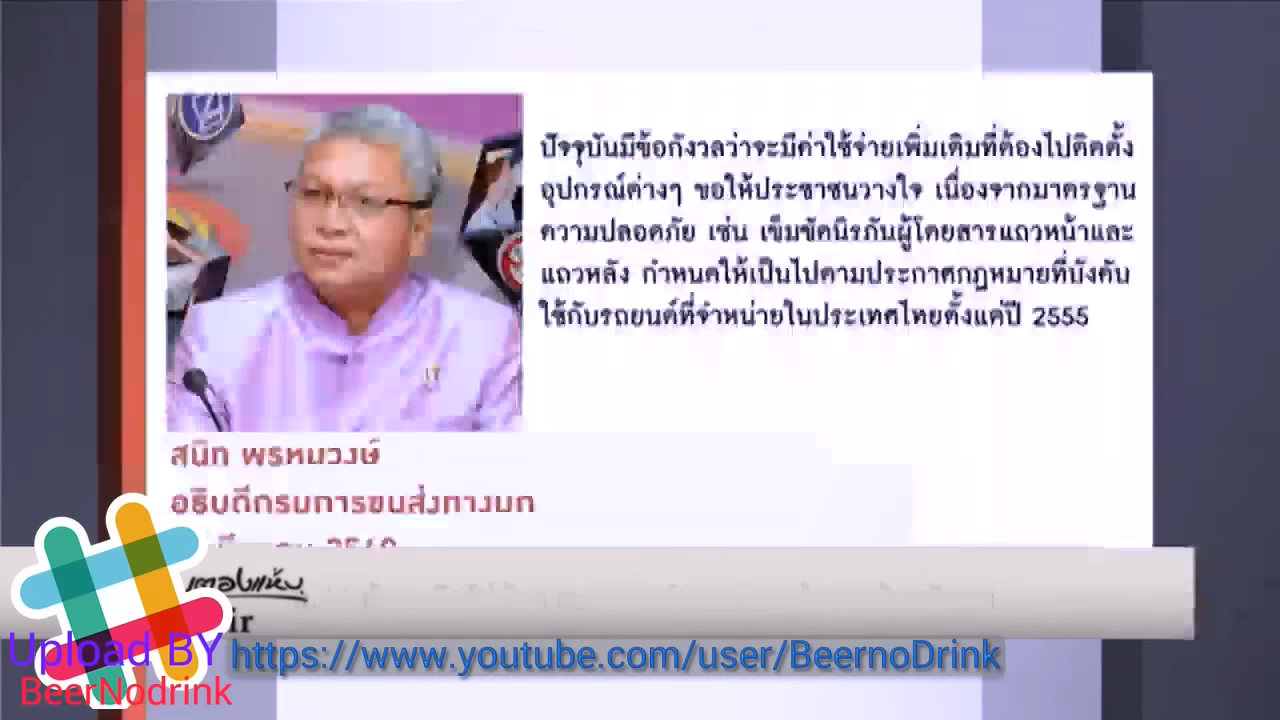 ปัจจุบันมีข้อกังวลว่าจะมีค่าใช้จ่ายเพิ่มเติมที่ต้องไปติดตั้ง
อุปกรณ์ต่างๆ ขอให้ประชาชนวางใจ เนื่องจากมาตรฐาน
ความปลอดภัย เช่น เข็มขัดนิรภันผู้โดยสารแถวหน้าและ
แถวหลัง กำหนดให้เป็นไปตามประกาศกฎหมายที่บังคับ
ใช้กับรถยนต์ที่จำหน่ายในประเทศไทยตั้งแต่ปี 2555
สนิท พรหมวงษ์
อธิบดีกรมการขนส่งทางบก
2560
Upload BY https://www.youtube.com/user/BeernoDrink
BeerNodrink